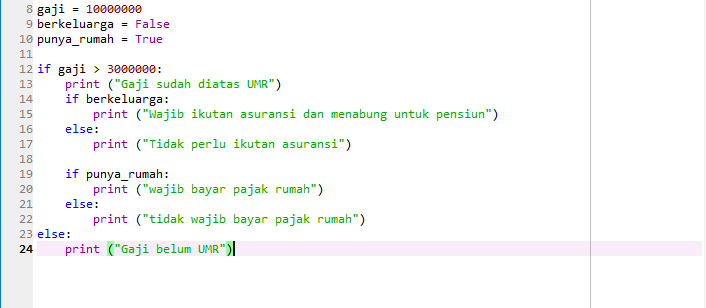 8 gaji = 10000000
9 berkeluarga = False
10 punya_rumah = True
11
12 if gaji > 3000000:
13     print ("Gaji sudah diatas UMR")
14     if berkeluarga:
15         print ("Wajib ikutan asuransi dan menabung untuk pensiun")
16     else:
17         print ("Tidak perlu ikutan asuransi")
18
19     if punya_rumah:
20         print ("wajib bayar pajak rumah")
21     else:
22         print ("tidak wajib bayar pajak rumah")
23 else:
24     print ("Gaji belum UMR")